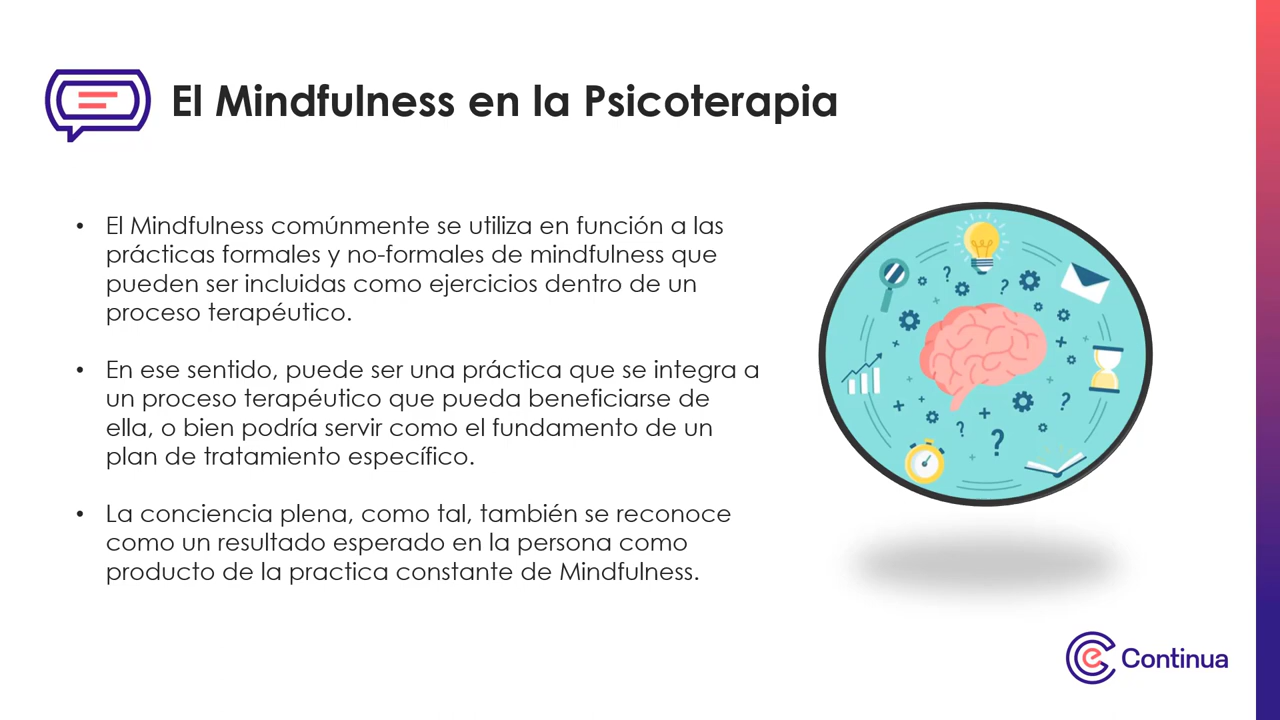 El Mindfulness en la Psicoterapia
• El Mindfulness comúnmente se utiliza en función a las
prácticas formales y no-formales de mindfulness que
pueden ser incluidas como ejercicios dentro de un
proceso terapéutico.
• En ese sentido, puede ser una práctica que se integra a
un proceso terapéutico que pueda beneficiarse de
ella, o bien podría servir como el fundamento de un
plan de tratamiento específico.
• La conciencia plena, como tal, también se reconoce
como un resultado esperado en la persona como
producto de la practica constante de Mindfulness.
e Continua